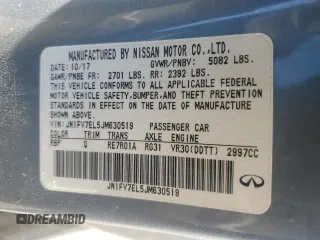 MANUFACTURED BY NISSAN MOTOR CO.,LTD.
DATE: 10/17 GVWR/PNBV: 5082 LBS.
GAWR/PNBE FR: 2701 LBS. RR: 2392 LBS.
THIS VEHICLE CONFORMS TO ALL APPLICABLE FEDERAL
MOTOR VEHICLE SAFETY, BUMPER, AND THEFT PREVENTION
STANDARDS IN EFFECT ON THE DATE OF MANUFACTURE
SHOWN ABOVE.
VIN: JN1FV7EL5JM630519 PASSENGER CAR
COLOR TRIM TRANS AXLE ENGINE
RBP Q RE7R01A RG31 VR30(DDTT) 2997CC
JN1FV7EL5JM630519
INFINITI
autobidmaster